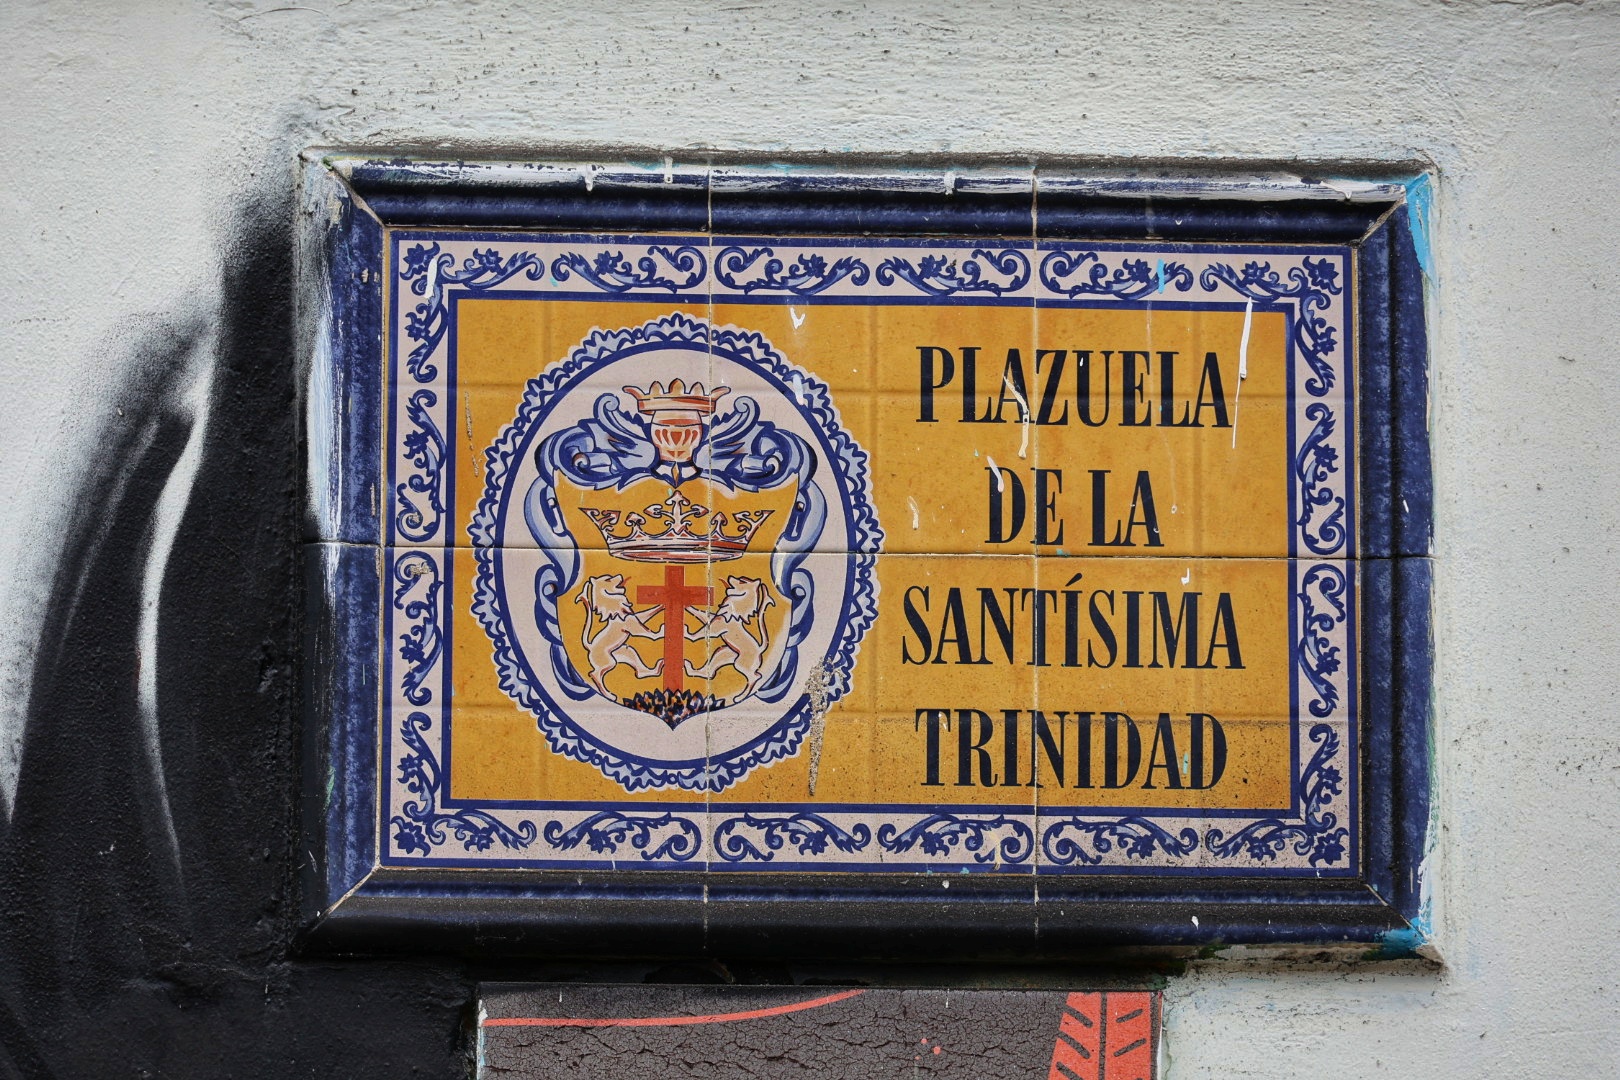 PLAZUELA
DE LA
SANTÍSIMA
TRINIDAD